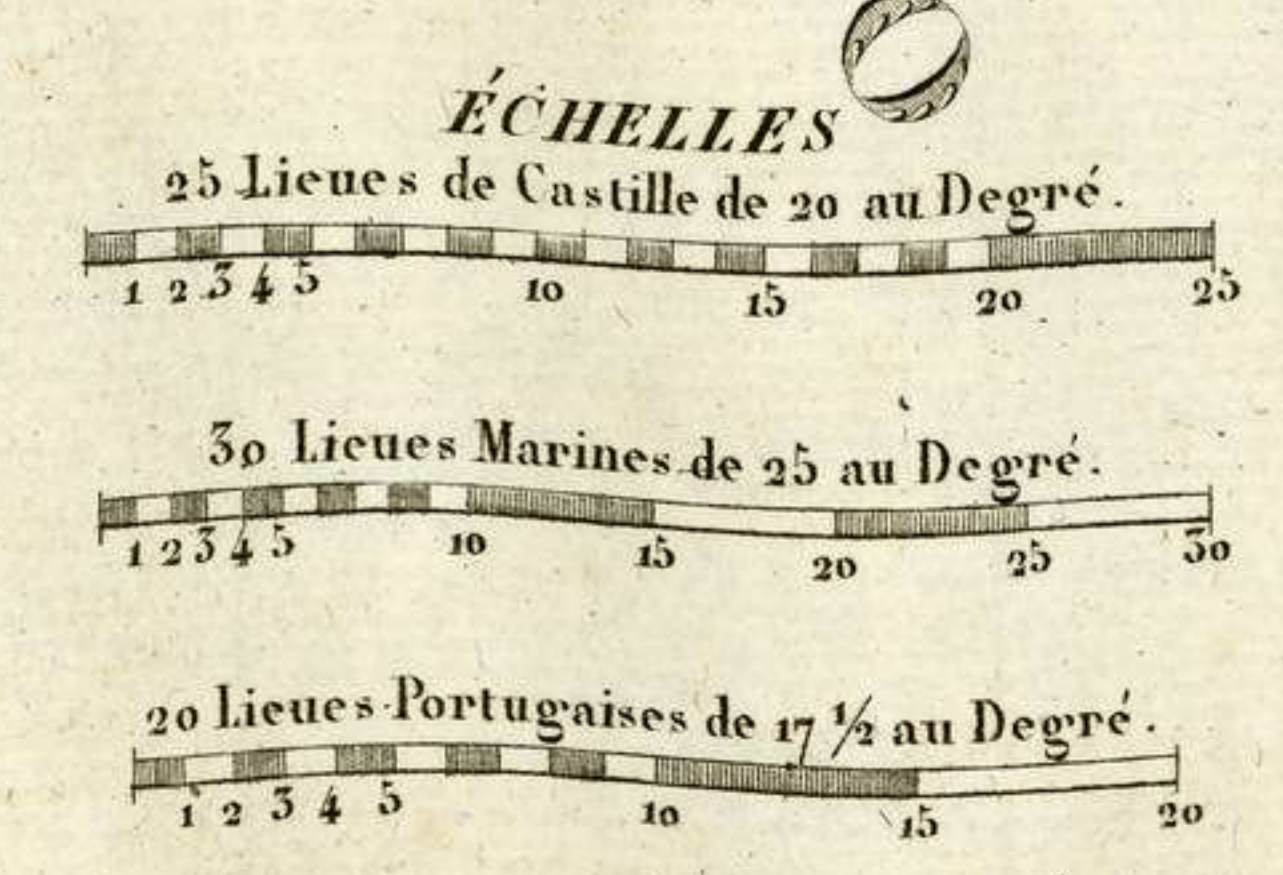 ÉCHELLES
25 Lieues de Castille de 20 au Degré.
1 2 3 4 5 10 15 20 25
30 Lieues Marines de 25 au Degré.
1 2 3 4 5 10 15 20 25 30
20 Lieues Portugaises de 17 ½ au Degré.
1 2 3 4 5 10 15 20